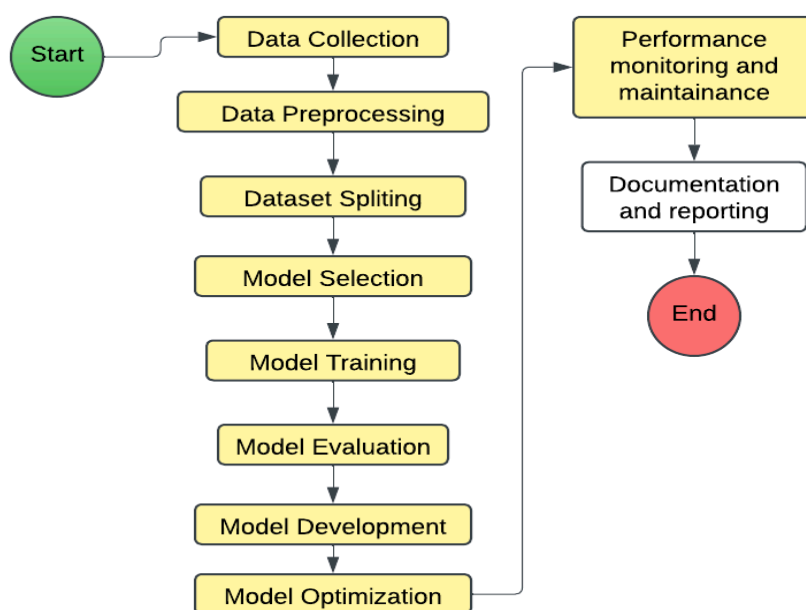 Start
Data Collection
Data Preprocessing
Dataset Spliting
Model Selection
Model Training
Model Evaluation
Model Development
Model Optimization
Performance
monitoring and
maintainance
Documentation
and reporting
End